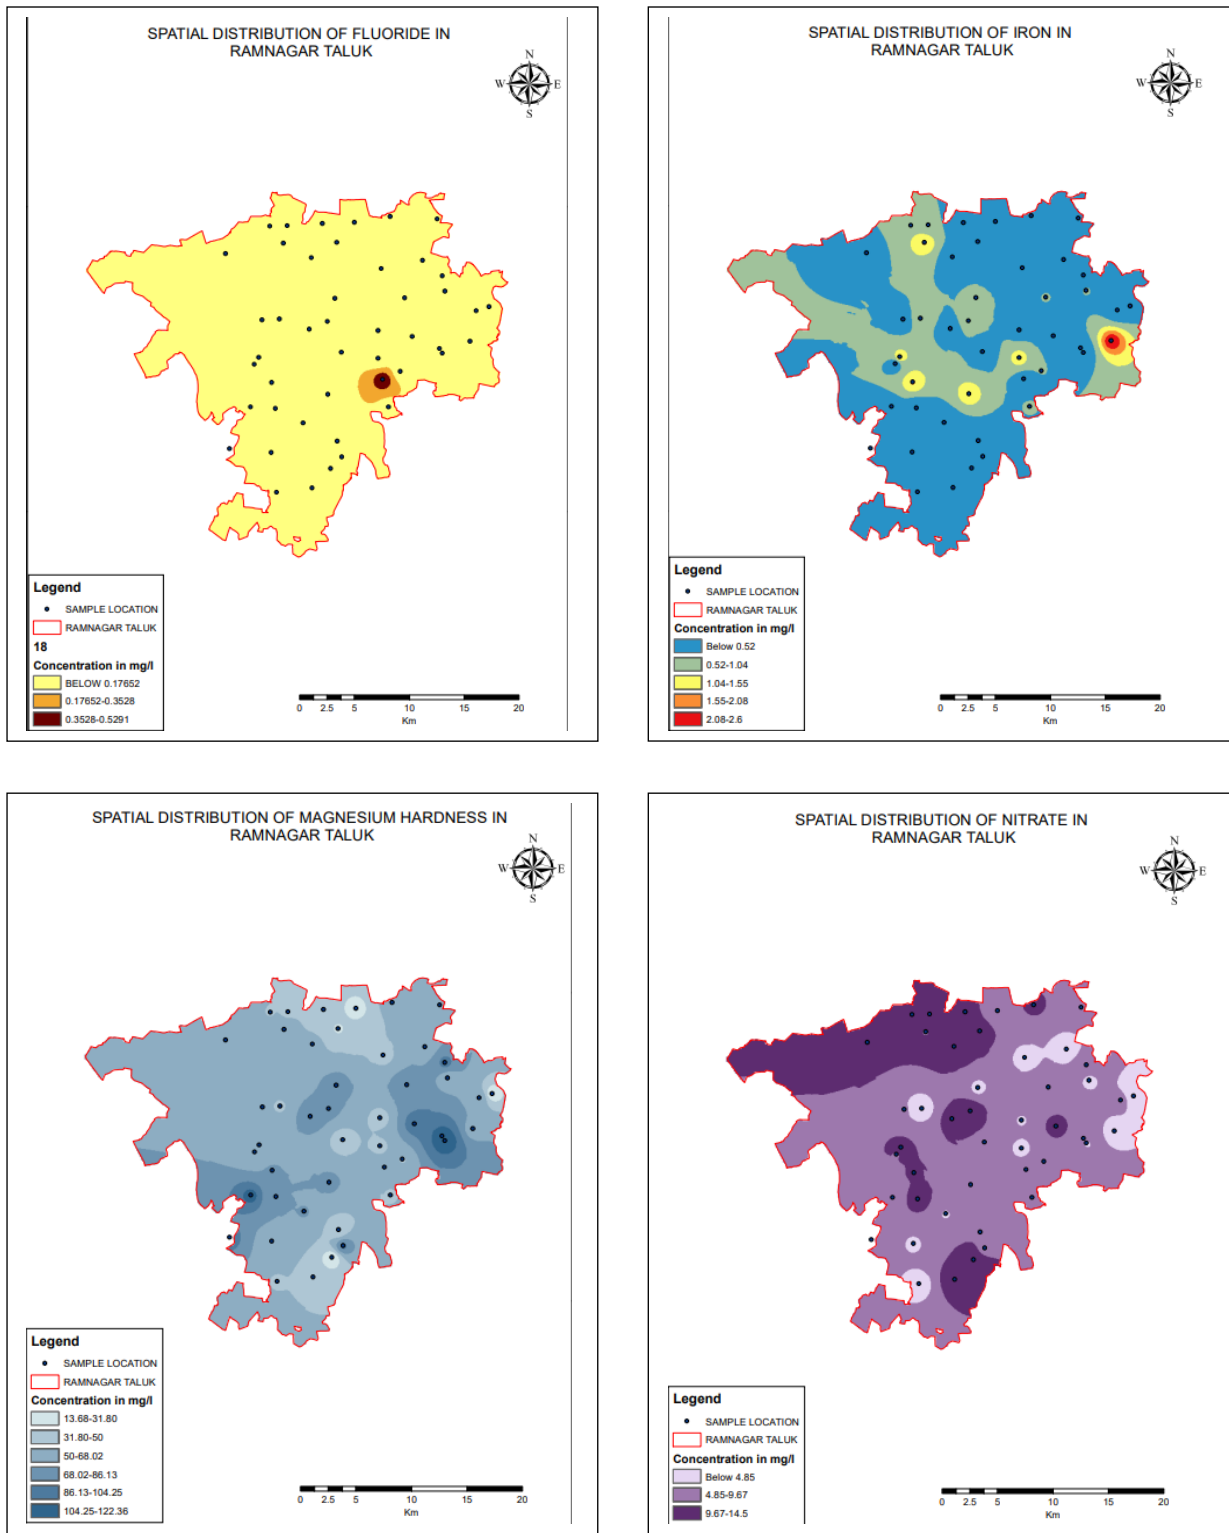 SPATIAL DISTRIBUTION OF FLUORIDE IN
RAMNAGAR TALUK
N
W E
S
Legend
SAMPLE LOCATION
RAMNAGAR TALUK
18
Concentration in mg/l
BELOW 0.17652
0.17652-0.3528
0.3528-0.5291
0 2.5 5 10 15 20
Km
SPATIAL DISTRIBUTION OF IRON IN
RAMNAGAR TALUK
N
W E
S
Legend
SAMPLE LOCATION
RAMNAGAR TALUK
Concentration in mg/l
Below 0.52
0.52-1.04
1.04-1.55
1.55-2.08
2.08-2.6
0 2.5 5 10 15 20
Km
SPATIAL DISTRIBUTION OF MAGNESIUM HARDNESS IN
RAMNAGAR TALUK
N
W E
S
Legend
SAMPLE LOCATION
RAMNAGAR TALUK
Concentration in mg/l
13.68-31.80
31.80-50
50-68.02
68.02-86.13
86.13-104.25
104.25-122.36
0 2.5 5 10 15 20
Km
SPATIAL DISTRIBUTION OF NITRATE IN
RAMNAGAR TALUK
N
W E
S
Legend
SAMPLE LOCATION
RAMNAGAR TALUK
Concentration in mg/l
Below 4.85
4.85-9.67
9.67-14.5
0 2.5 5 10 15 20
Km